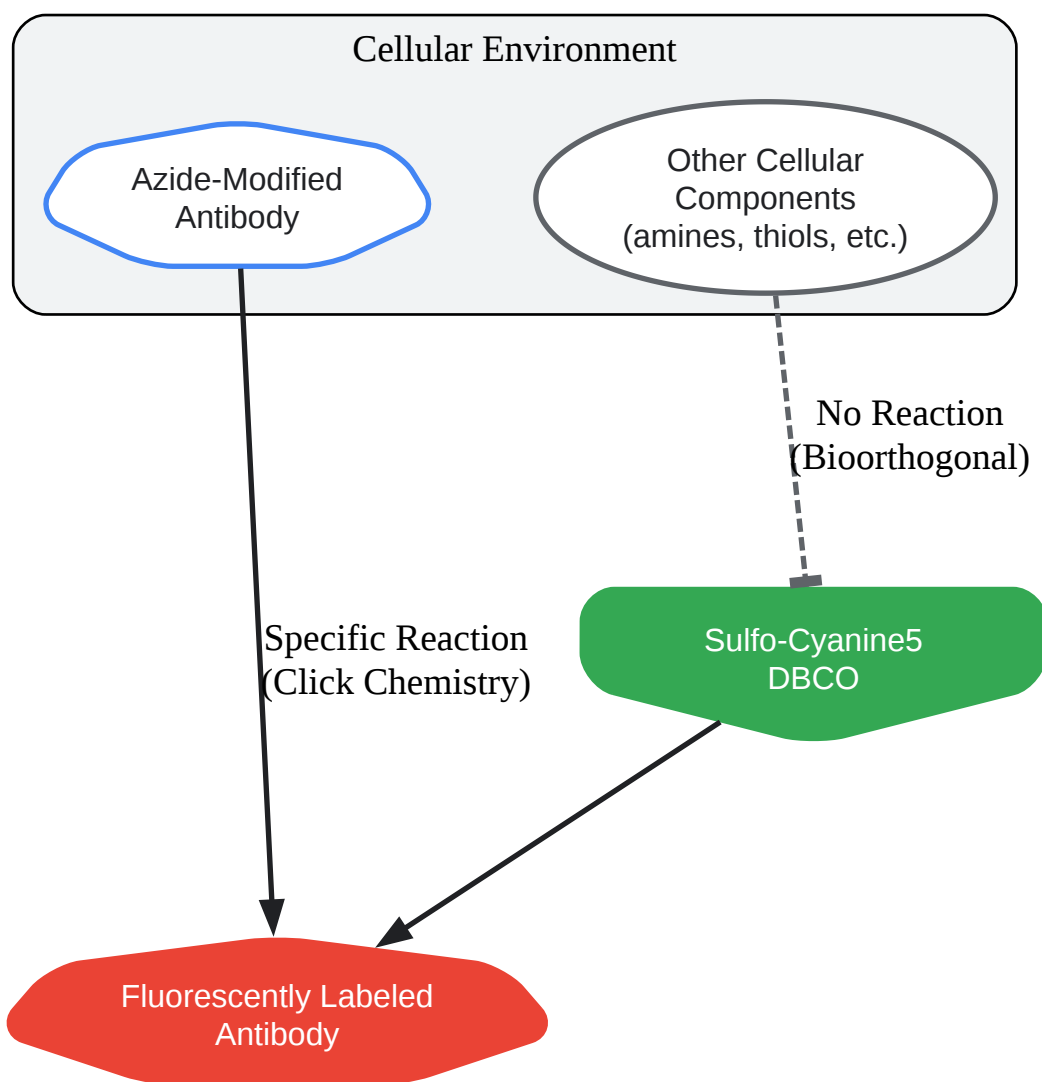 Cellular Environment
Azide-Modified
Antibody
Other Cellular
Components
(amines, thiols, etc.)
No Reaction
(Bioorthogonal)
Specific Reaction
(Click Chemistry)
Sulfo-Cyanine5
DBCO
Fluorescently Labeled
Antibody